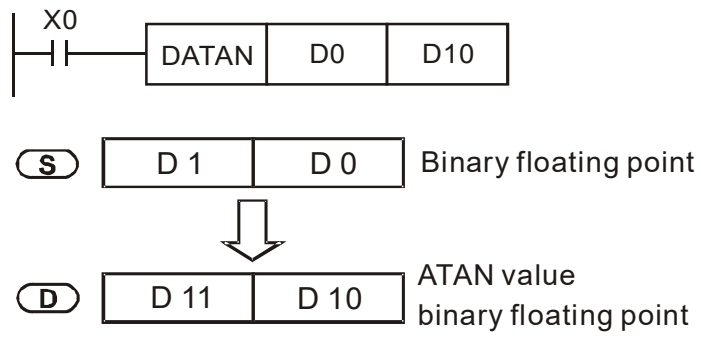 X0
DATAN D0 D10
S D 1 D 0 Binary floating point
D D 11 D 10 ATAN value
binary floating point